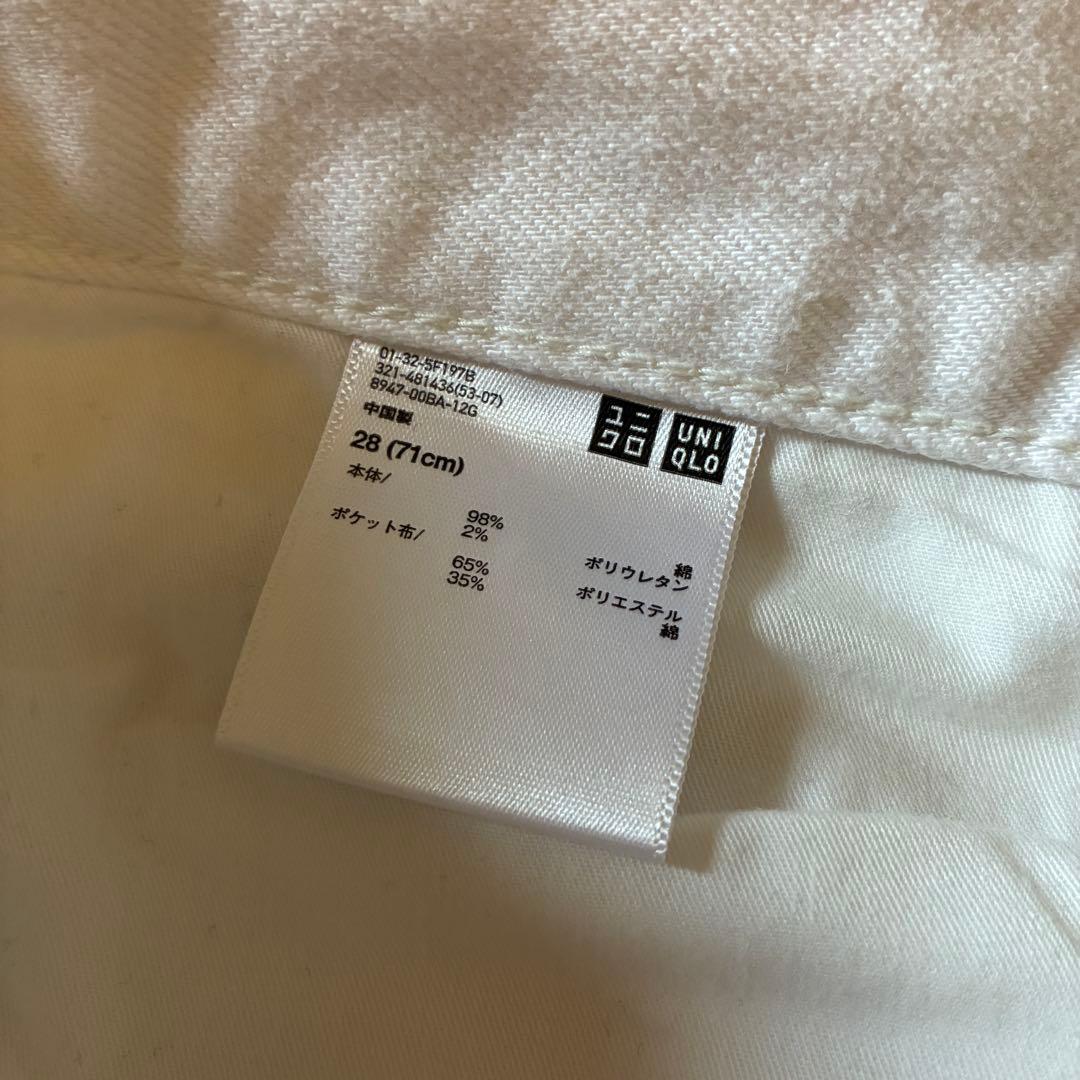 01-32-5F197B
321-481436(53-07)
8947-00BA-12G
中国製
28 (71cm)
ユニ
クロ
UNI
QLO
本体/
98% 綿
2% ポリウレタン
ポケット布/
65% ポリエステル
35% 綿